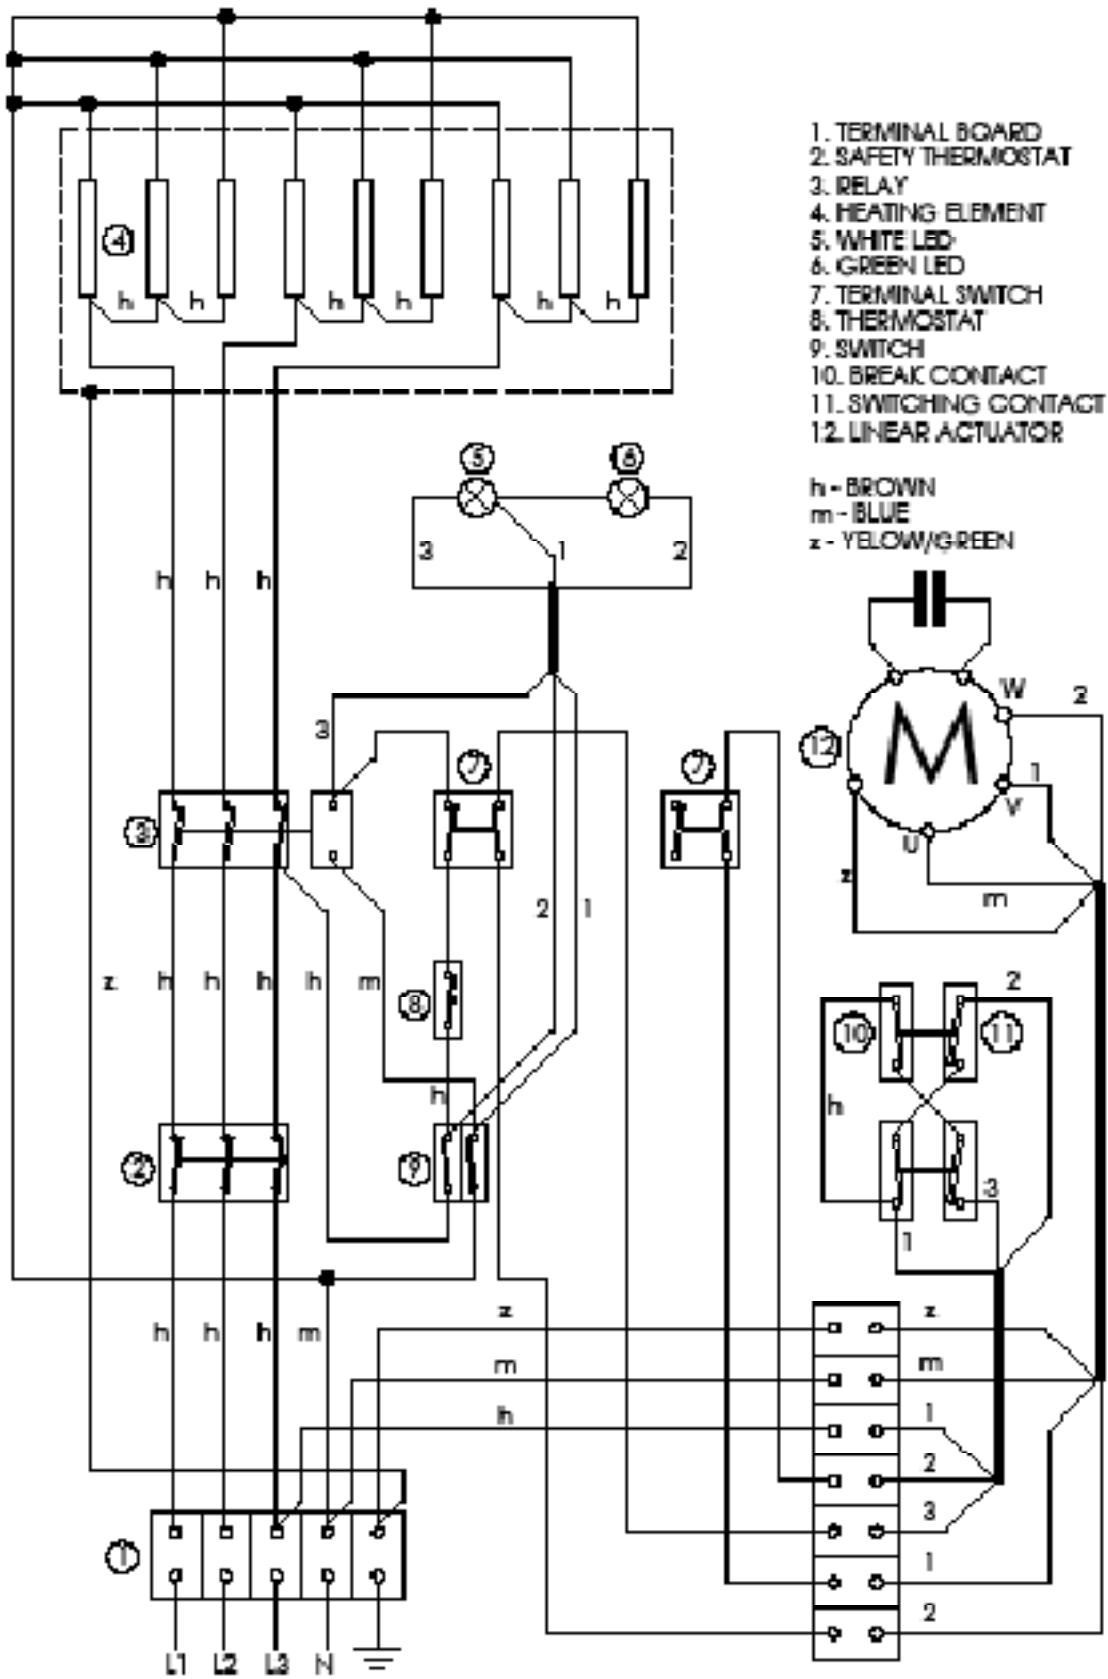 1. TERMINAL BOARD
2. SAFETY THERMOSTAT
3. RELAY
4. HEATING ELEMENT
5. WHITE LED
6. GREEN LED
7. TERMINAL SWITCH
8. THERMOSTAT
9. SWITCH
10. BREAK CONTACT
11. SWITCHING CONTACT
12. LINEAR ACTUATOR
h - BROWN
m - BLUE
z - YELOW/GREEN
4
h h h h h h
5 6
3 1 2
h h h
W 2
3
7 7
12 M
1
V
3
U
z
m
2 1
z h h h h m
8
2
10 11
h
h
2
9
3
1
z
h h h m
z
m
m
h
1
2
3
1
1
2
L1 L2 L3 N